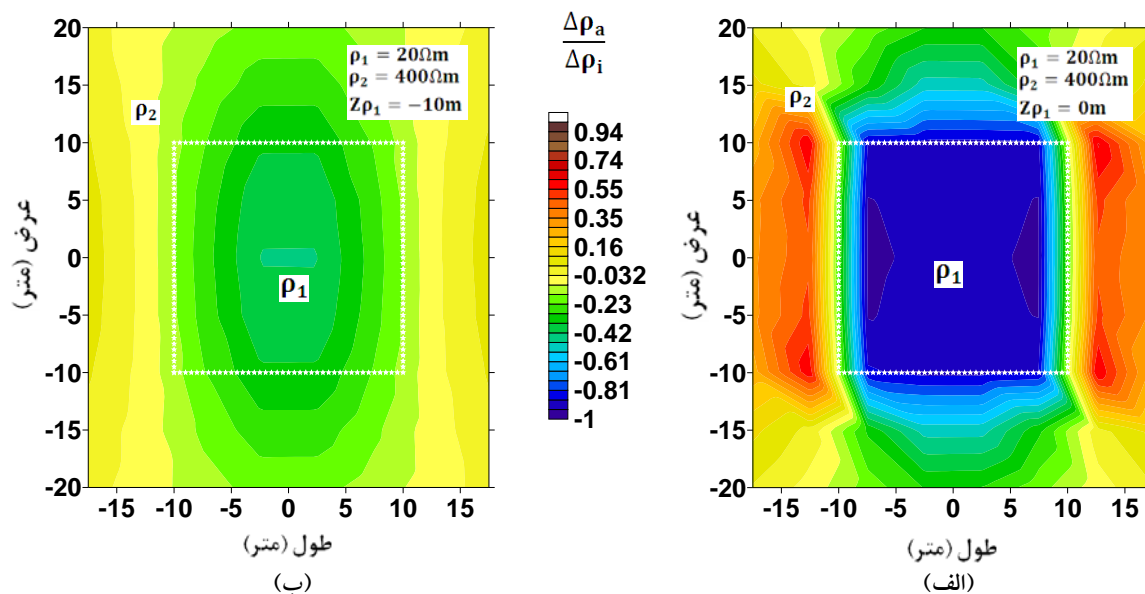 20
15
10
5
0
-5
-10
-15
-20
-15
-10
-5
0
5
10
15
عرض (متر)
طول (متر)
(ب)
ρ₁ = 20Ωm
ρ₂ = 400Ωm
Zρ₁ = −10m
ρ₂
ρ₁
Δρₐ
Δρᵢ
0.94
0.74
0.55
0.35
0.16
-0.032
-0.23
-0.42
-0.61
-0.81
-1
20
15
10
5
0
-5
-10
-15
-20
-15
-10
-5
0
5
10
15
عرض (متر)
طول (متر)
(الف)
ρ₁ = 20Ωm
ρ₂ = 400Ωm
Zρ₁ = 0m
ρ₂
ρ₁